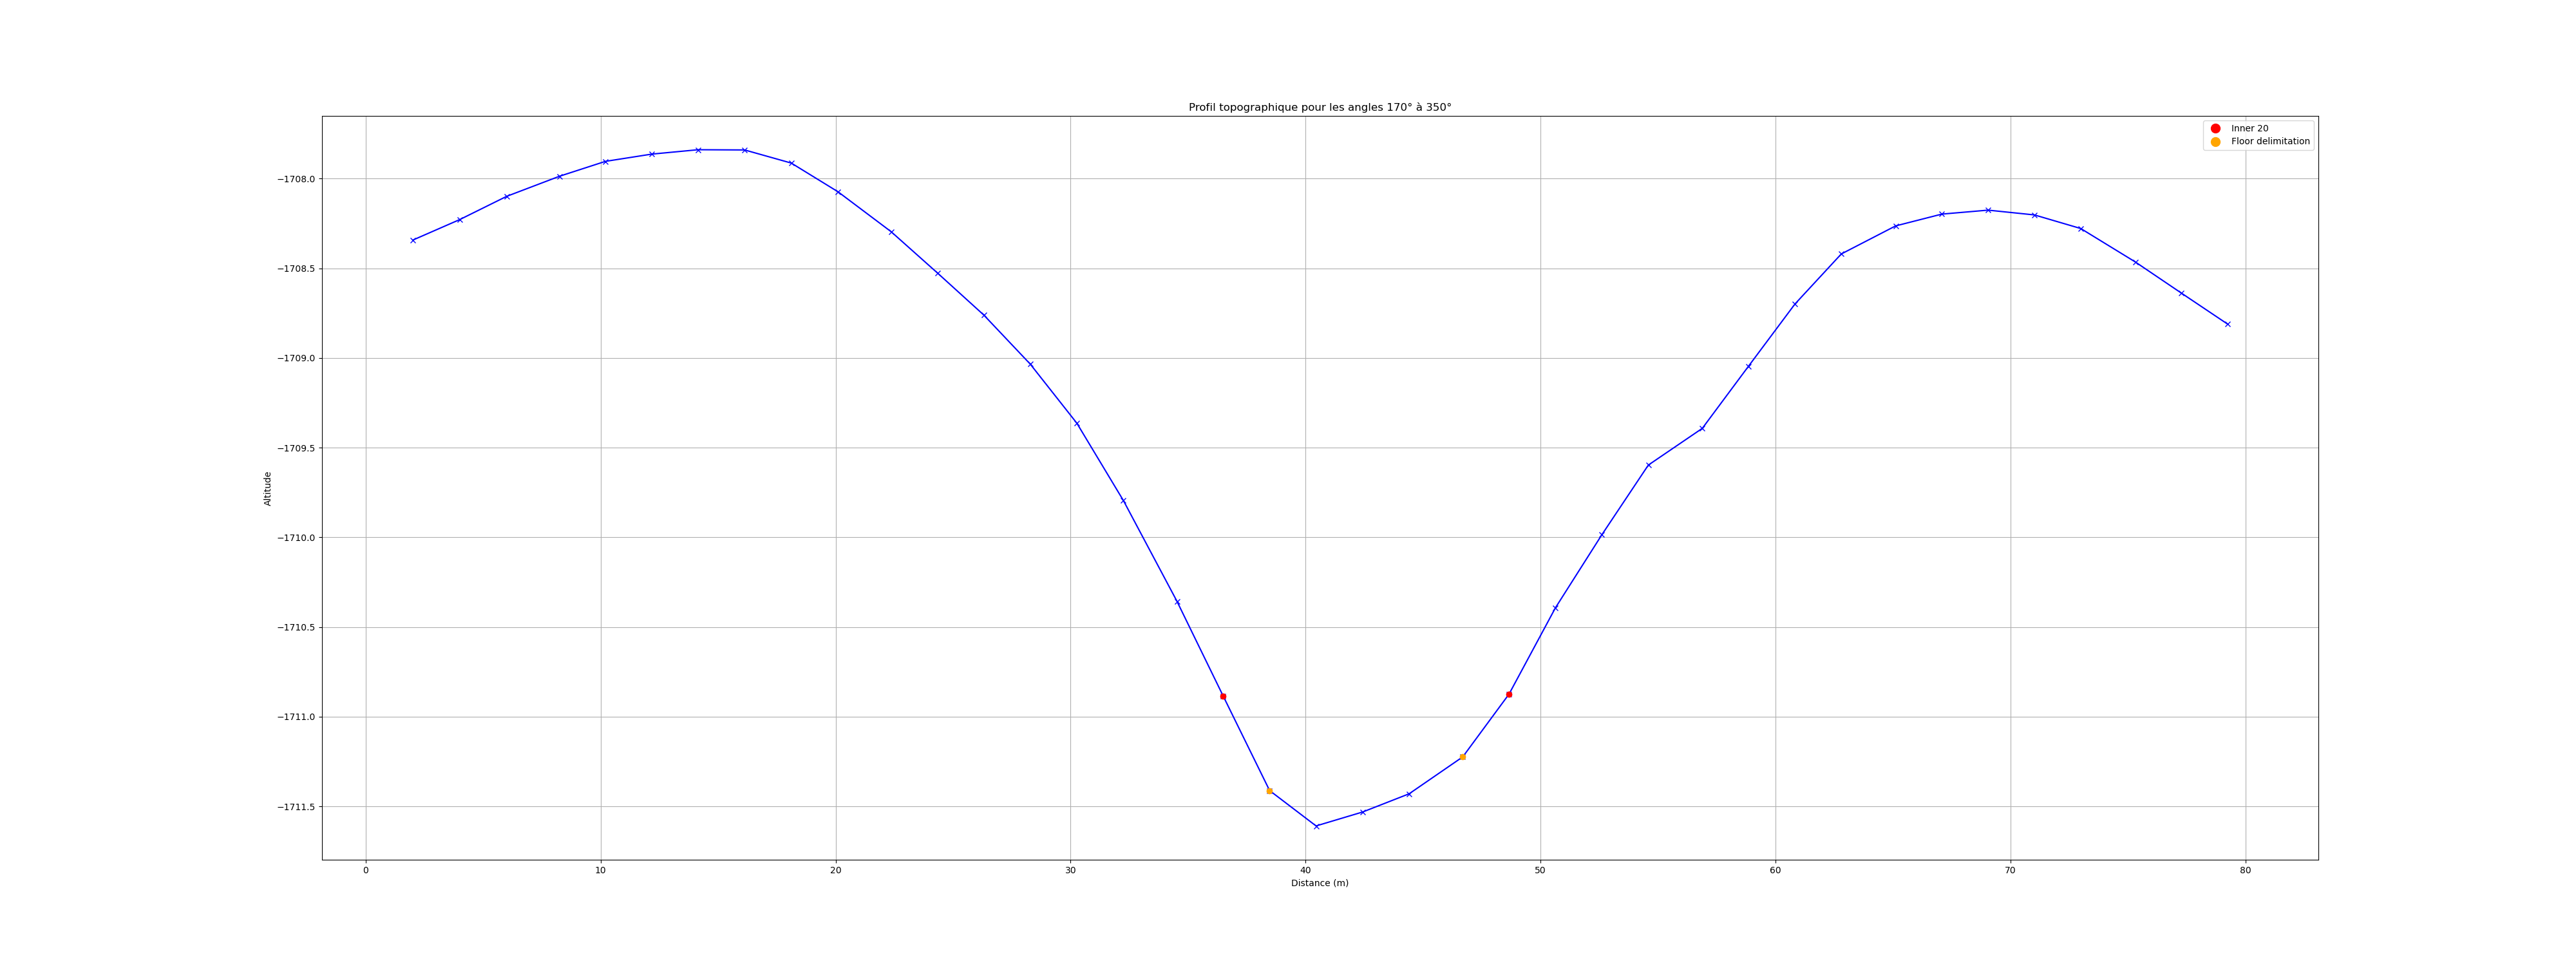 Profil topographique pour les angles 170° à 350°
Inner 20
Floor delimitation
−1708.0
−1708.5
−1709.0
−1709.5
−1710.0
−1710.5
−1711.0
−1711.5
Altitude
0 10 20 30 40 50 60 70 80
Distance (m)